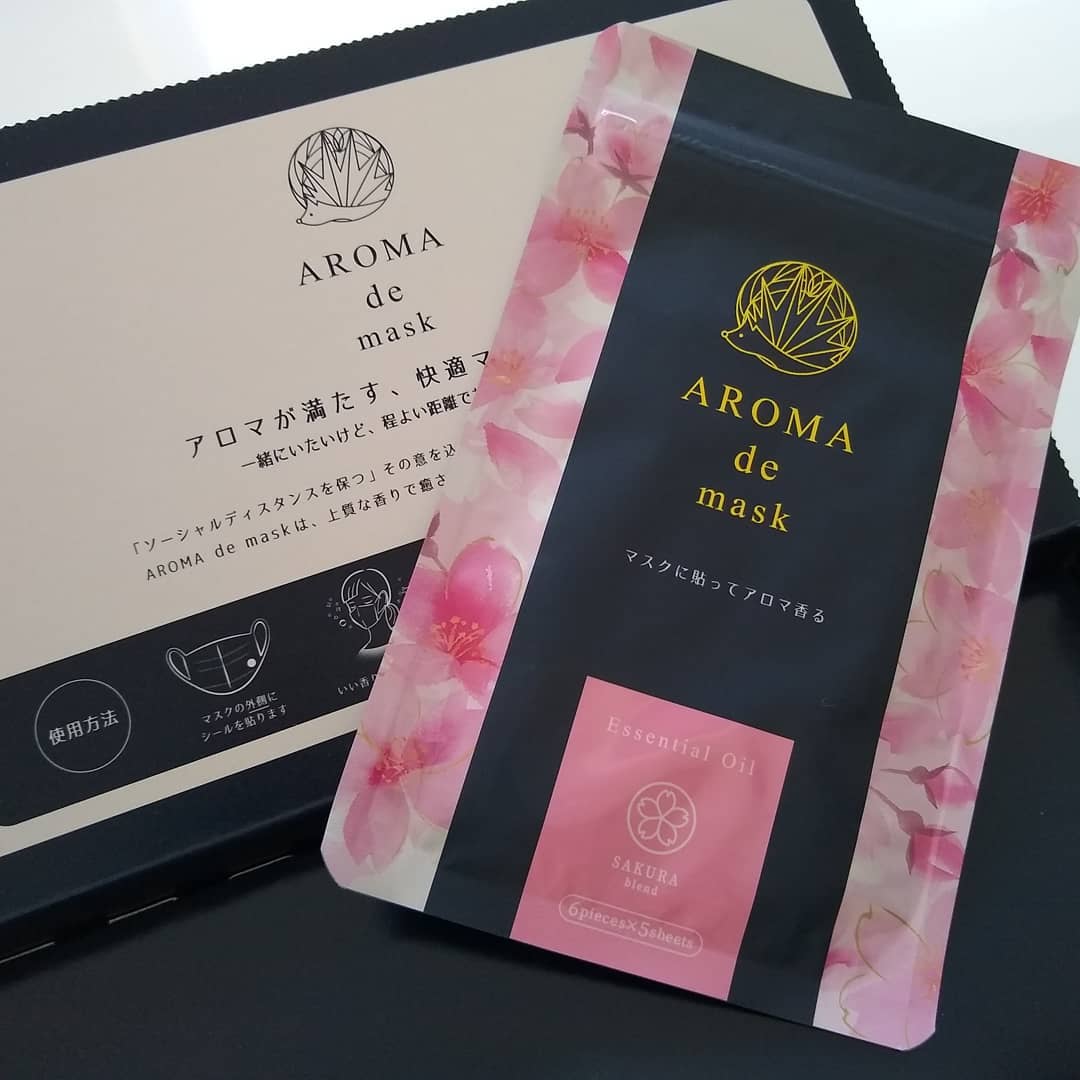 AROMA
de
mask
アロマが満たす、快適マ
一緒にいたいけど、程よい距離で
「ソーシャルディスタンスを保つ」その意を込
AROMA de maskは、上質な香りで癒さ
使用方法
マスクの外側に
シールを貼ります
いい香り
AROMA
de
mask
マスクに貼ってアロマ香る
Essential Oil
SAKURA
blend
6pieces×5sheets